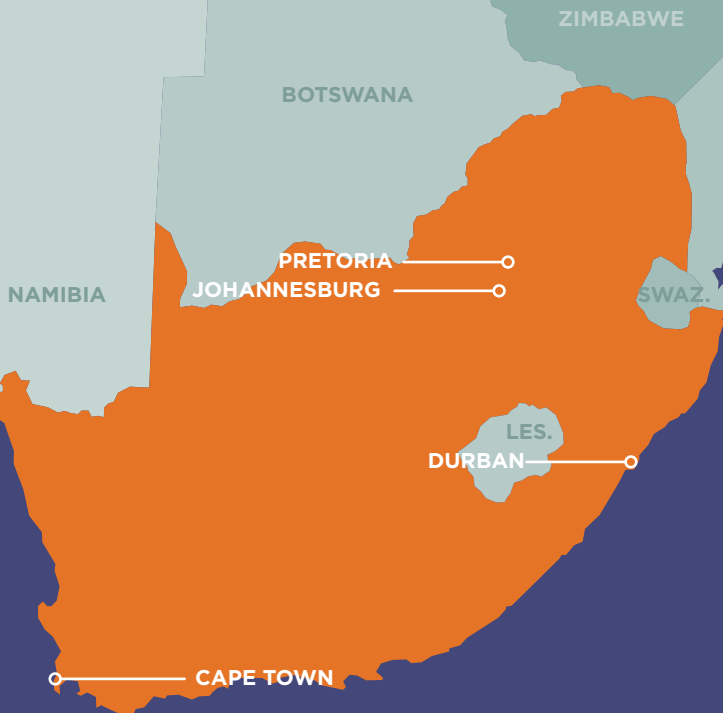 ZIMBABWE
BOTSWANA
PRETORIA
JOHANNESBURG
NAMIBIA
SWAZ.
LES.
DURBAN
CAPE TOWN